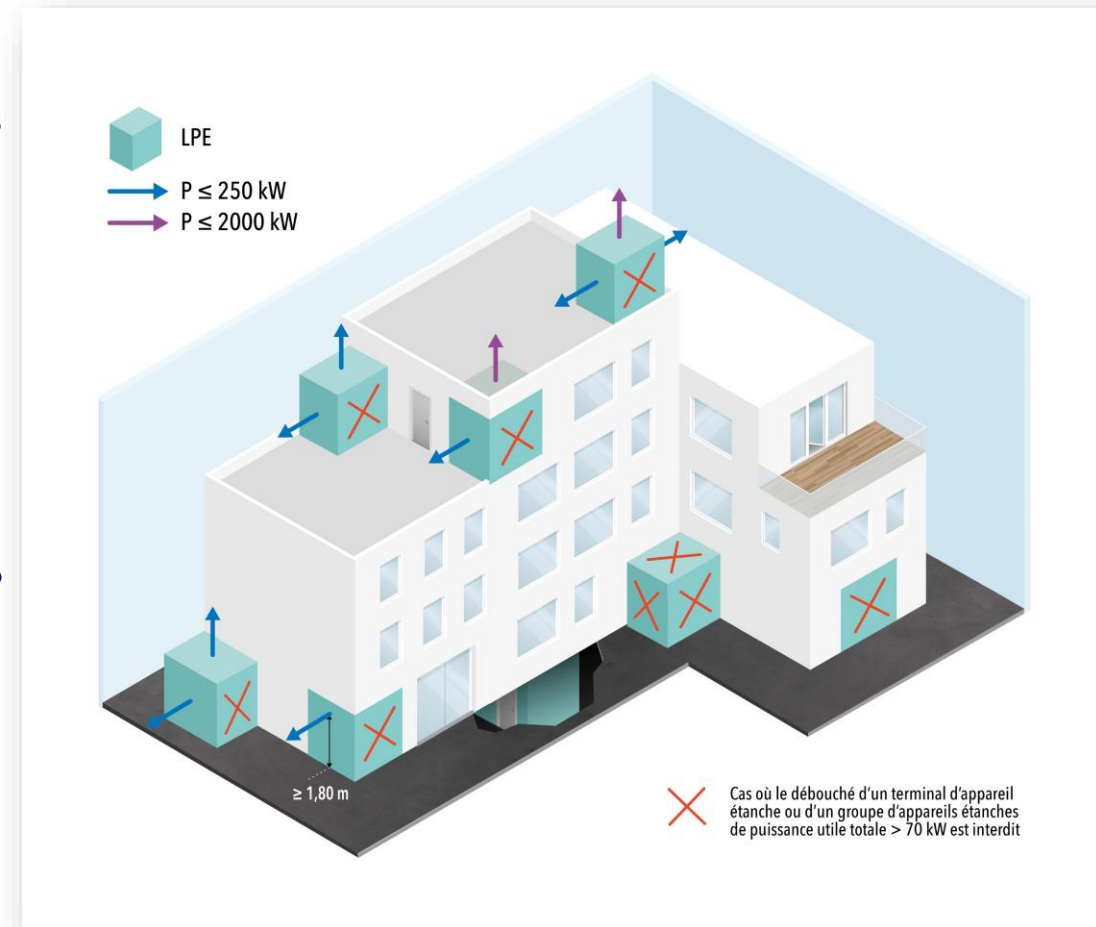 LPE
P ≤ 250 kW
P ≤ 2000 kW
≥ 1,80 m
Cas où le débouché d'un terminal d'appareil
étanche ou d'un groupe d'appareils étanches
de puissance utile totale > 70 kW est interdit